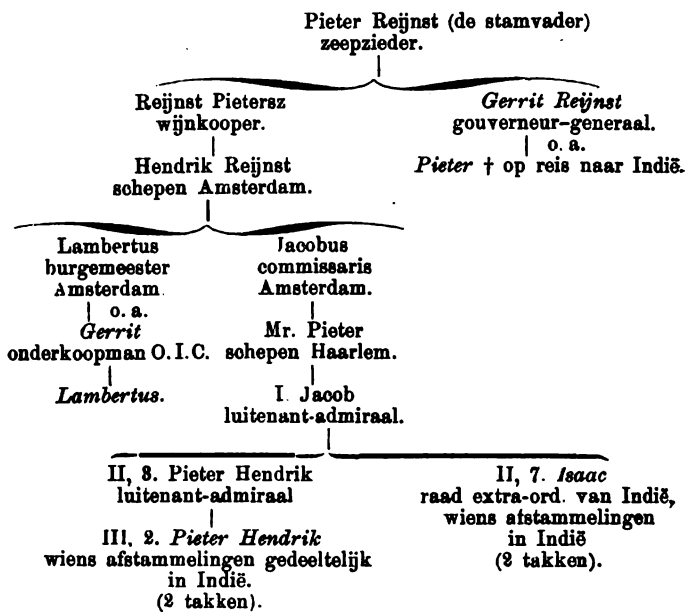 Pieter Reijnst (de stamvader)
zeepzieder.
Reijnst Pietersz
wijnkooper.
Gerrit Reijnst
gouverneur-generaal.
o. a.
Pieter † op reis naar Indië.
Hendrik Reijnst
schepen Amsterdam.
Lambertus
burgemeester
Amsterdam.
o. a.
Gerrit
onderkoopman O. I. C.
Lambertus.
Jacobus
commissaris
Amsterdam.
Mr. Pieter
schepen Haarlem.
I. Jacob
luitenant-admiraal.
II, 3. Pieter Hendrik
luitenant-admiraal
III, 2. Pieter Hendrik
wiens afstammelingen gedeeltelijk
in Indië.
(2 takken).
II, 7. Isaac
raad extra-ord. van Indië,
wiens afstammelingen
in Indië
(2 takken).